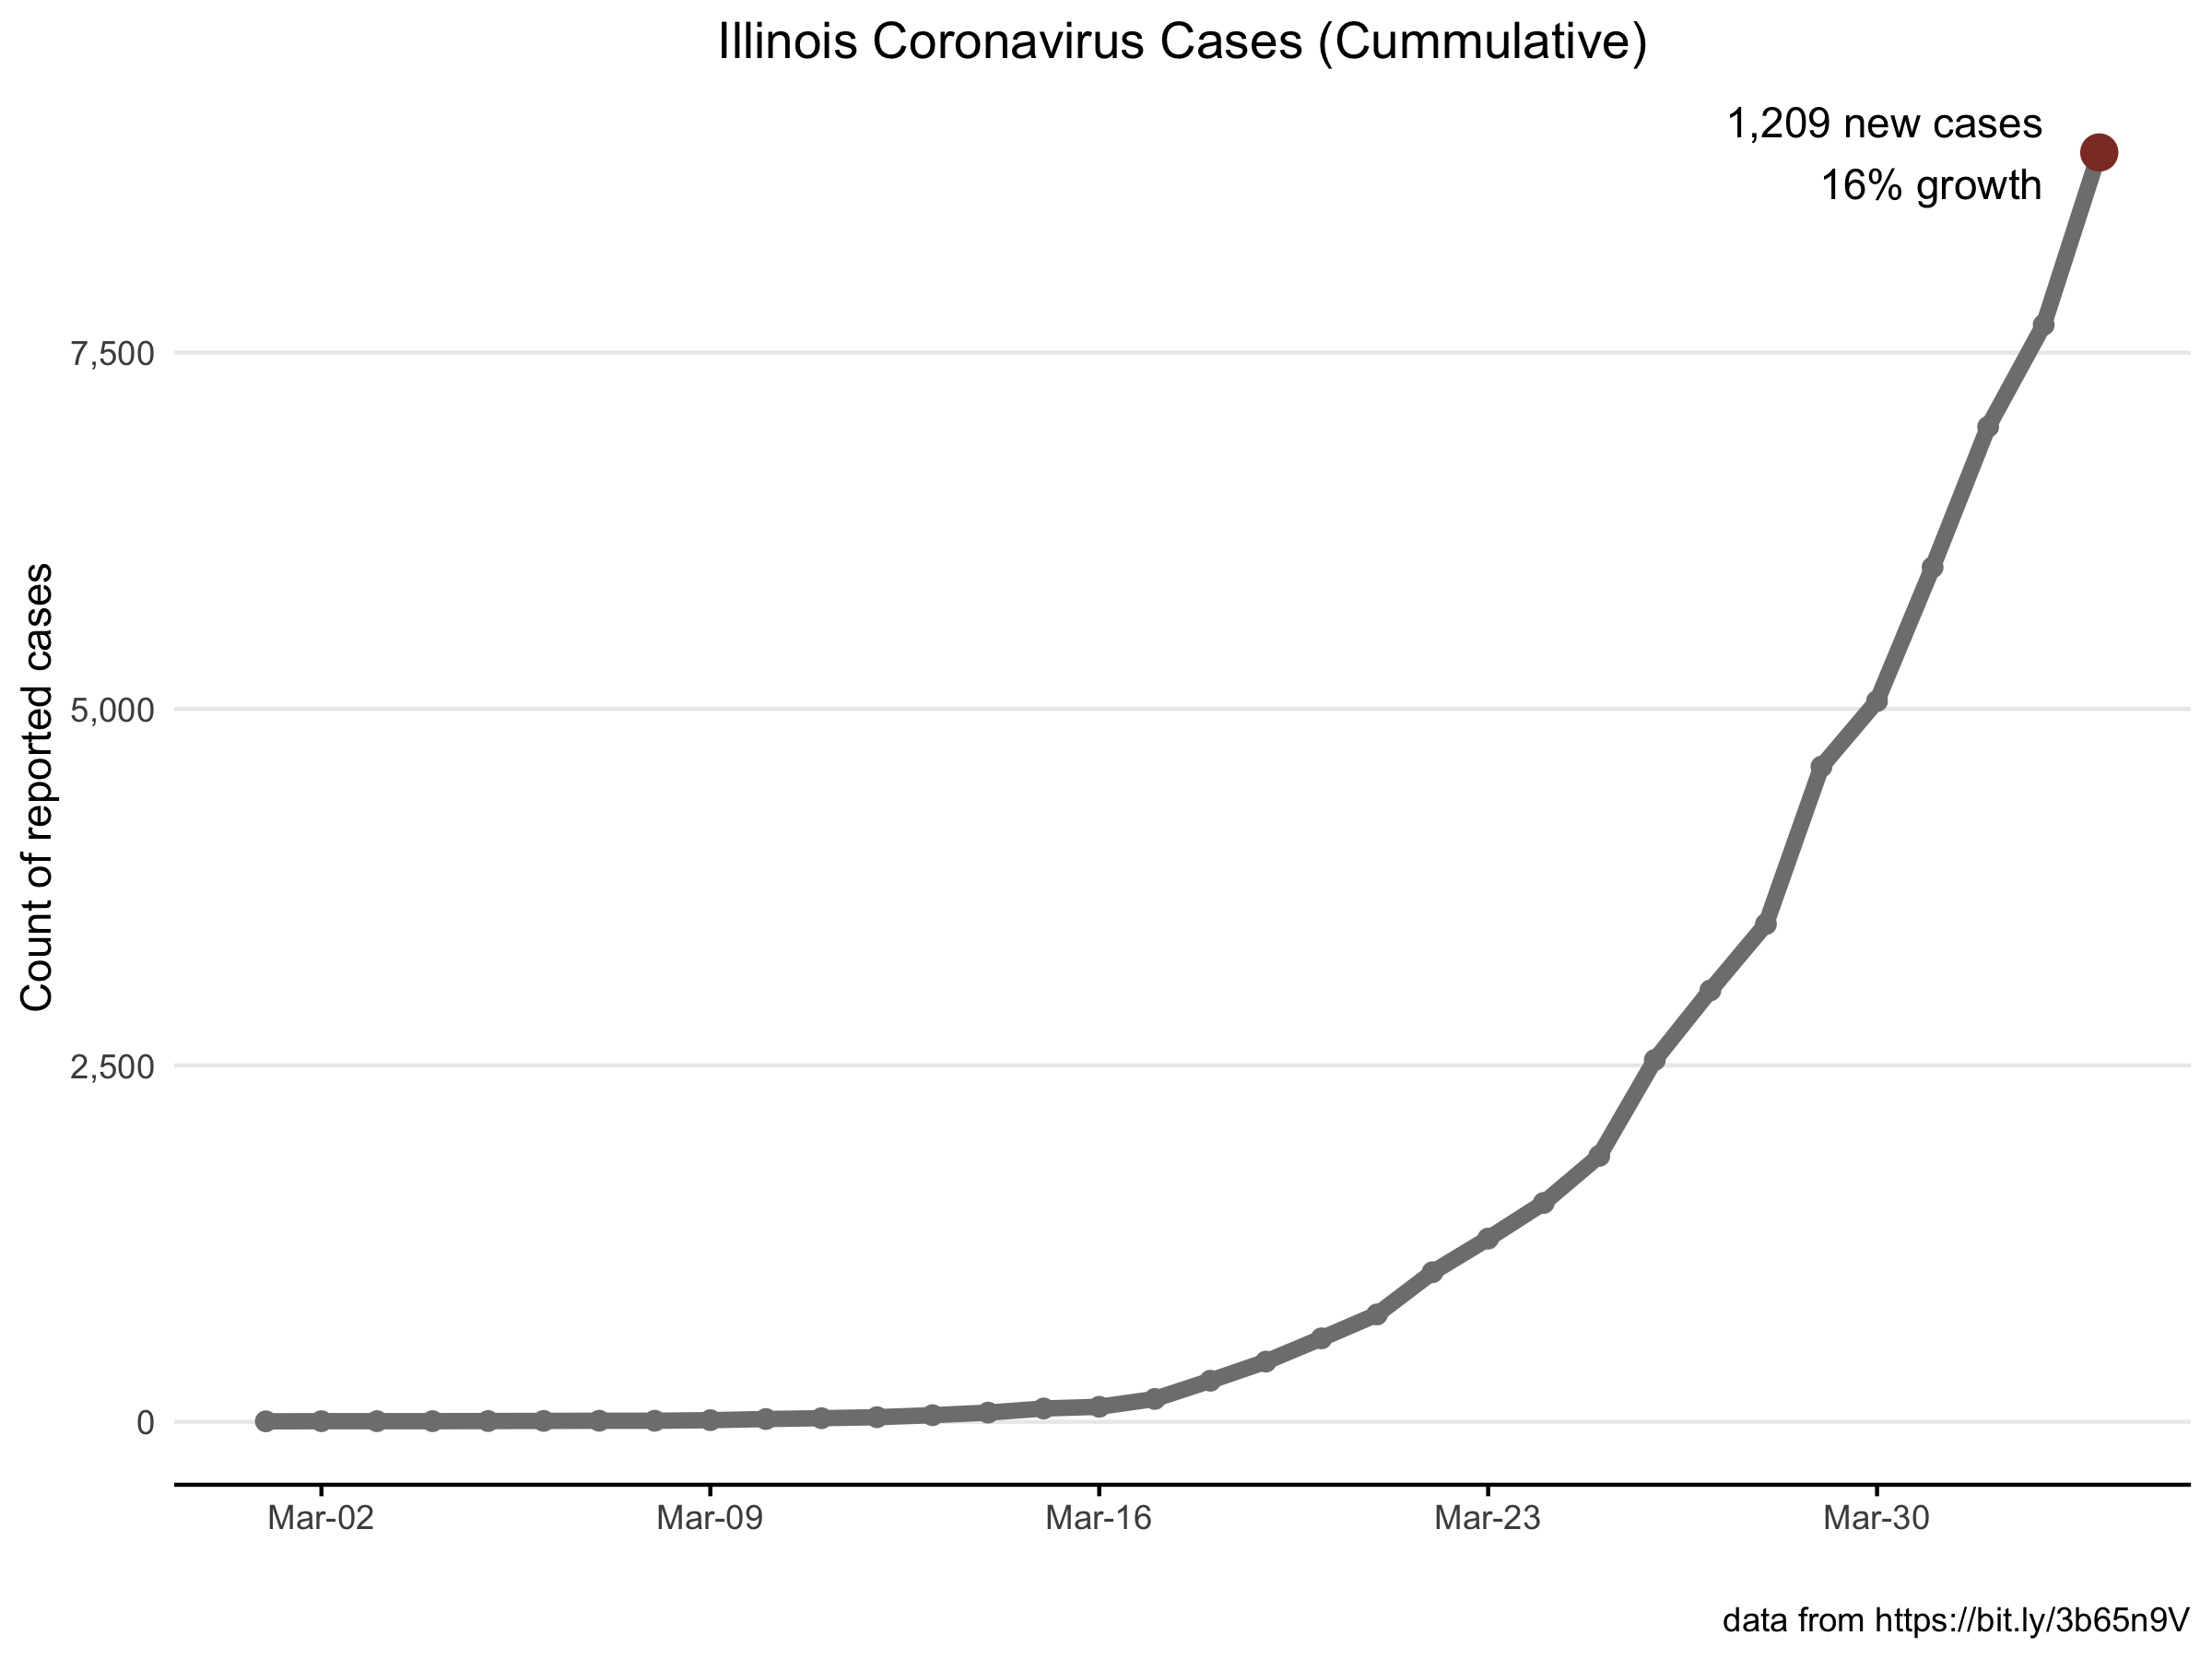 Illinois Coronavirus Cases (Cummulative)
1,209 new cases
16% growth
Count of reported cases
7,500
5,000
2,500
0
Mar-02
Mar-09
Mar-16
Mar-23
Mar-30
data from https://bit.ly/3b65n9V